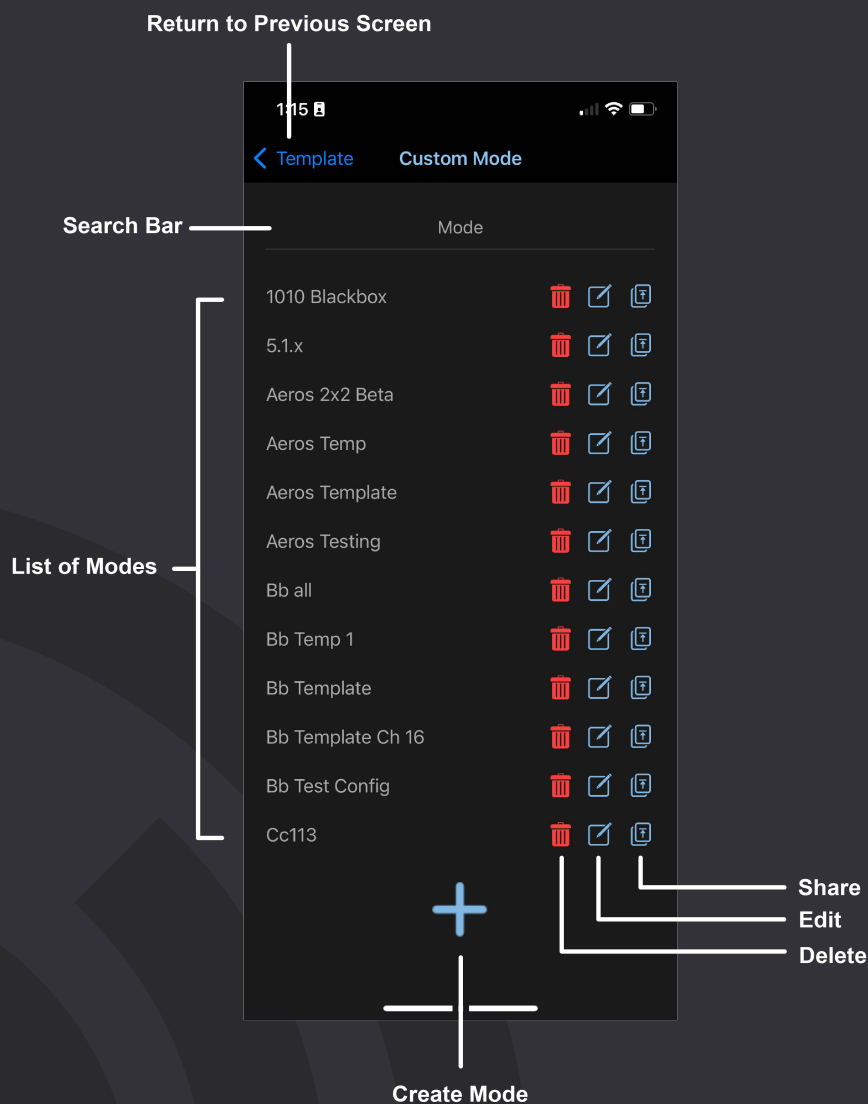 Return to Previous Screen
1:15
Template
Custom Mode
Search Bar
Mode
1010 Blackbox
5.1.x
Aeros 2x2 Beta
Aeros Temp
Aeros Template
Aeros Testing
List of Modes
Bb all
Bb Temp 1
Bb Template
Bb Template Ch 16
Bb Test Config
Cc113
Share
Edit
Delete
Create Mode